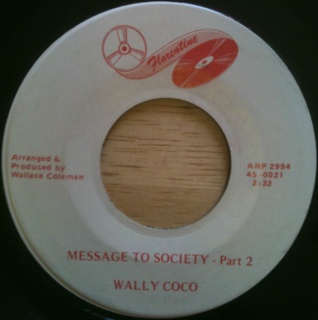 Florentine
Arranged &
Produced by
Wallace Coleman
ARP 2894
45-0021
2:32
MESSAGE TO SOCIETY - Part 2
WALLY COCO